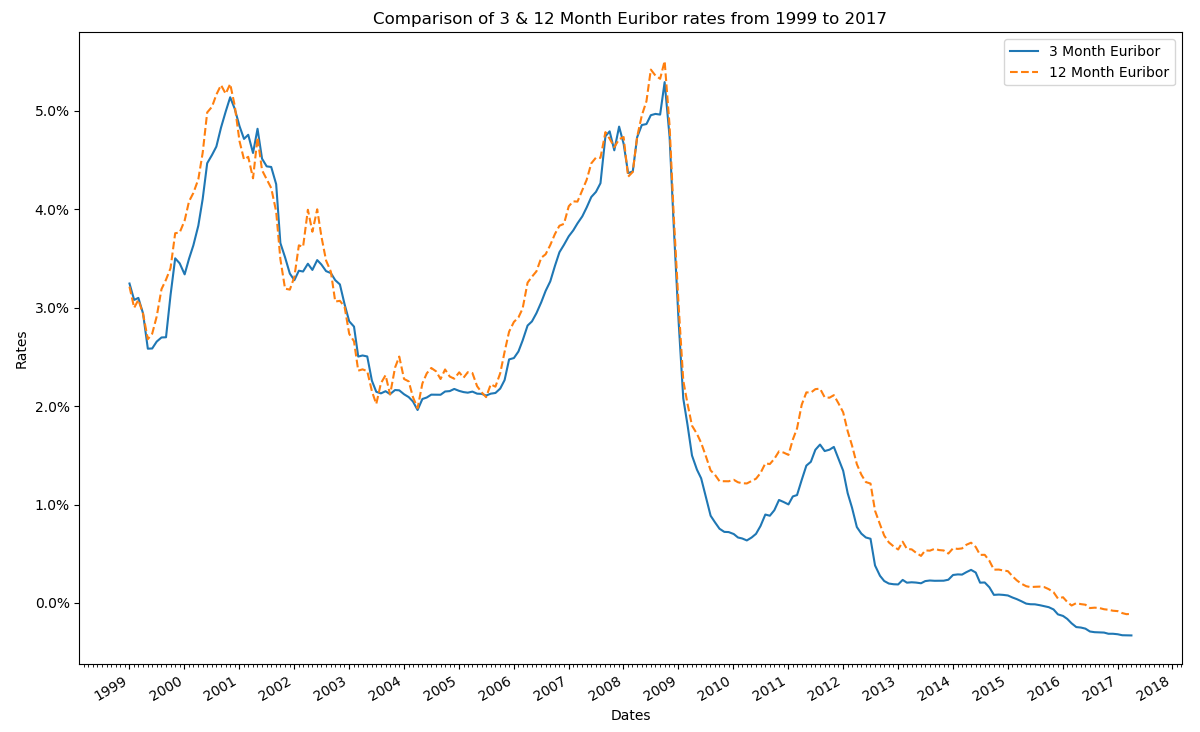 Comparison of 3 & 12 Month Euribor rates from 1999 to 2017
3 Month Euribor
12 Month Euribor
5.0%
4.0%
3.0%
2.0%
1.0%
0.0%
Rates
1999 2000 2001 2002 2003 2004 2005 2006 2007 2008 2009 2010 2011 2012 2013 2014 2015 2016 2017 2018
Dates